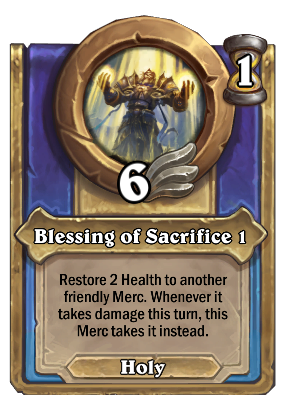 1
6
Blessing of Sacrifice 1
Restore 2 Health to another
friendly Merc. Whenever it
takes damage this turn, this
Merc takes it instead.
Holy